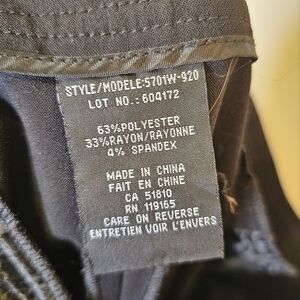 STYLE/MODELE:5701W-920
LOT NO.: 604172
63%POLYESTER
33%RAYON/RAYONNE
4% SPANDEX
MADE IN CHINA
FAIT EN CHINE
CA 51810
RN 119165
CARE ON REVERSE
ENTRETIEN VOIR L'ENVERS